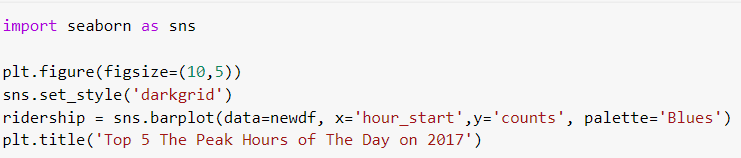 import seaborn as sns
plt.figure(figsize=(10,5))
sns.set_style('darkgrid')
ridership = sns.barplot(data=newdf, x='hour_start',y='counts', palette='Blues')
plt.title('Top 5 The Peak Hours of The Day on 2017')